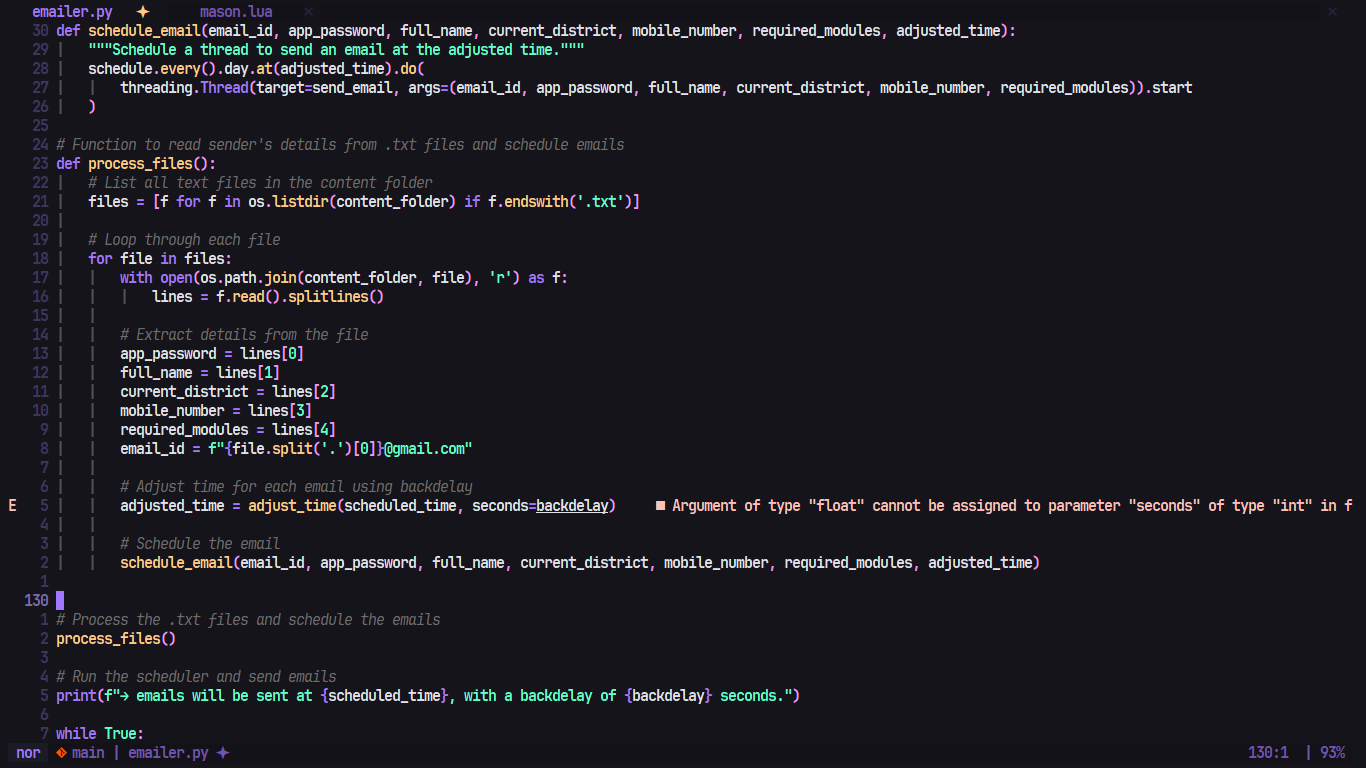 emailer.py ✦ mason.lua × ×
30 def schedule_email(email_id, app_password, full_name, current_district, mobile_number, required_modules, adjusted_time):
29 """Schedule a thread to send an email at the adjusted time."""
28 schedule.every().day.at(adjusted_time).do(
27 threading.Thread(target=send_email, args=(email_id, app_password, full_name, current_district, mobile_number, required_modules)).start
26 )
25
24 # Function to read sender's details from .txt files and schedule emails
23 def process_files():
22 # List all text files in the content folder
21 files = [f for f in os.listdir(content_folder) if f.endswith('.txt')]
20
19 # Loop through each file
18 for file in files:
17 with open(os.path.join(content_folder, file), 'r') as f:
16 lines = f.read().splitlines()
15
14 # Extract details from the file
13 app_password = lines[0]
12 full_name = lines[1]
11 current_district = lines[2]
10 mobile_number = lines[3]
9 required_modules = lines[4]
8 email_id = f"{file.split('.')[0]}@gmail.com"
7
6 # Adjust time for each email using backdelay
E 5 adjusted_time = adjust_time(scheduled_time, seconds=backdelay) ■ Argument of type "float" cannot be assigned to parameter "seconds" of type "int" in f
4
3 # Schedule the email
2 schedule_email(email_id, app_password, full_name, current_district, mobile_number, required_modules, adjusted_time)
1
130
1 # Process the .txt files and schedule the emails
2 process_files()
3
4 # Run the scheduler and send emails
5 print(f"→ emails will be sent at {scheduled_time}, with a backdelay of {backdelay} seconds.")
6
7 while True:
nor main | emailer.py ✦ 130:1 | 93%